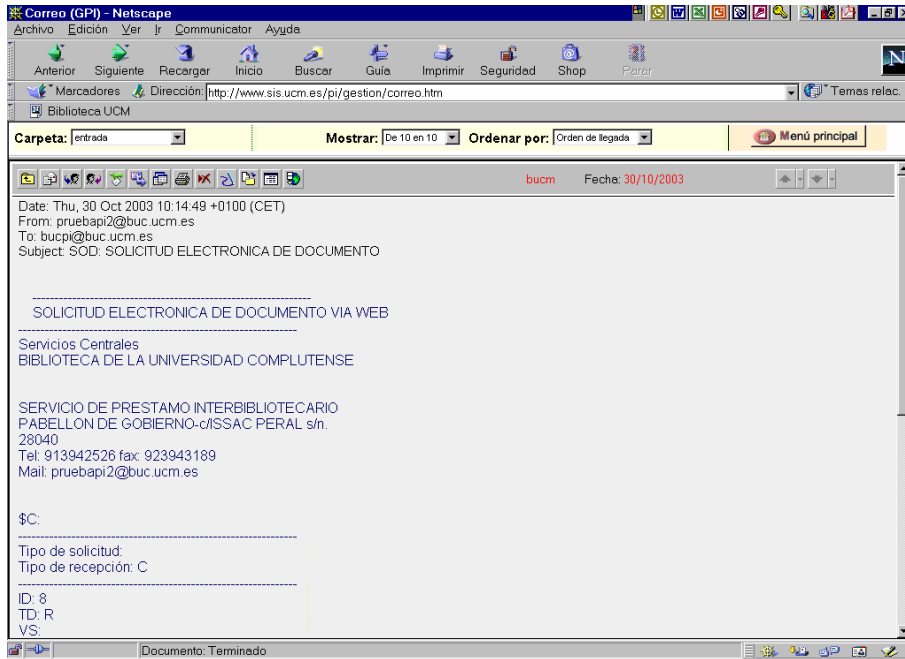 Correo (GPI) - Netscape
Archivo Edición Ver Ir Communicator Ayuda
Anterior Siguiente Recargar Inicio Buscar Guía Imprimir Seguridad Shop Parar
Marcadores Dirección: http://www.sis.ucm.es/pi/gestion/correo.htm Temas relac.
Biblioteca UCM
Carpeta: entrada Mostrar: De 10 en 10 Ordenar por: Orden de llegada Menú principal
bucm Fecha: 30/10/2003
Date: Thu, 30 Oct 2003 10:14:49 +0100 (CET)
From: pruebapi2@buc.ucm.es
To: bucpi@buc.ucm.es
Subject: SOD: SOLICITUD ELECTRONICA DE DOCUMENTO
---------------------------------------------------------------
SOLICITUD ELECTRONICA DE DOCUMENTO VIA WEB
---------------------------------------------------------------
Servicios Centrales
BIBLIOTECA DE LA UNIVERSIDAD COMPLUTENSE
SERVICIO DE PRESTAMO INTERBIBLIOTECARIO
PABELLON DE GOBIERNO-c/ISSAC PERAL s/n.
28040
Tel: 913942526 fax: 923943189
Mail: pruebapi2@buc.ucm.es
$C:
---------------------------------------------------------------
Tipo de solicitud:
Tipo de recepción: C
---------------------------------------------------------------
ID: 8
TD: R
VS:
Documento: Terminado